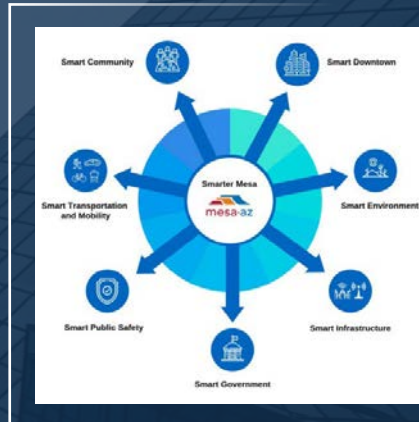 Smart Community
Smart Downtown
Smarter Mesa
mesa·az
Smart Transportation
and Mobility
Smart Environment
Smart Public Safety
Smart Infrastructure
Smart Government